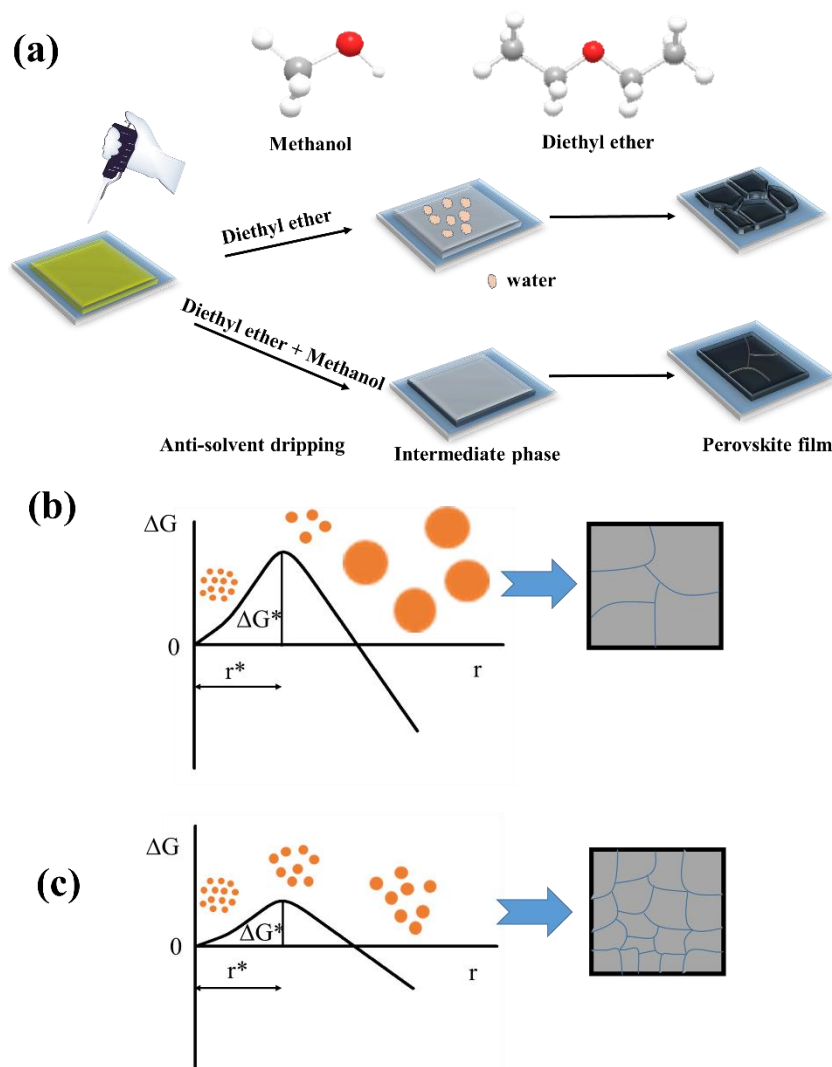 (a)
Methanol
Diethyl ether
Diethyl ether
water
Diethyl ether + Methanol
Anti-solvent dripping
Intermediate phase
Perovskite film
(b)
ΔG
ΔG*
0
r*
r
(c)
ΔG
ΔG*
0
r*
r